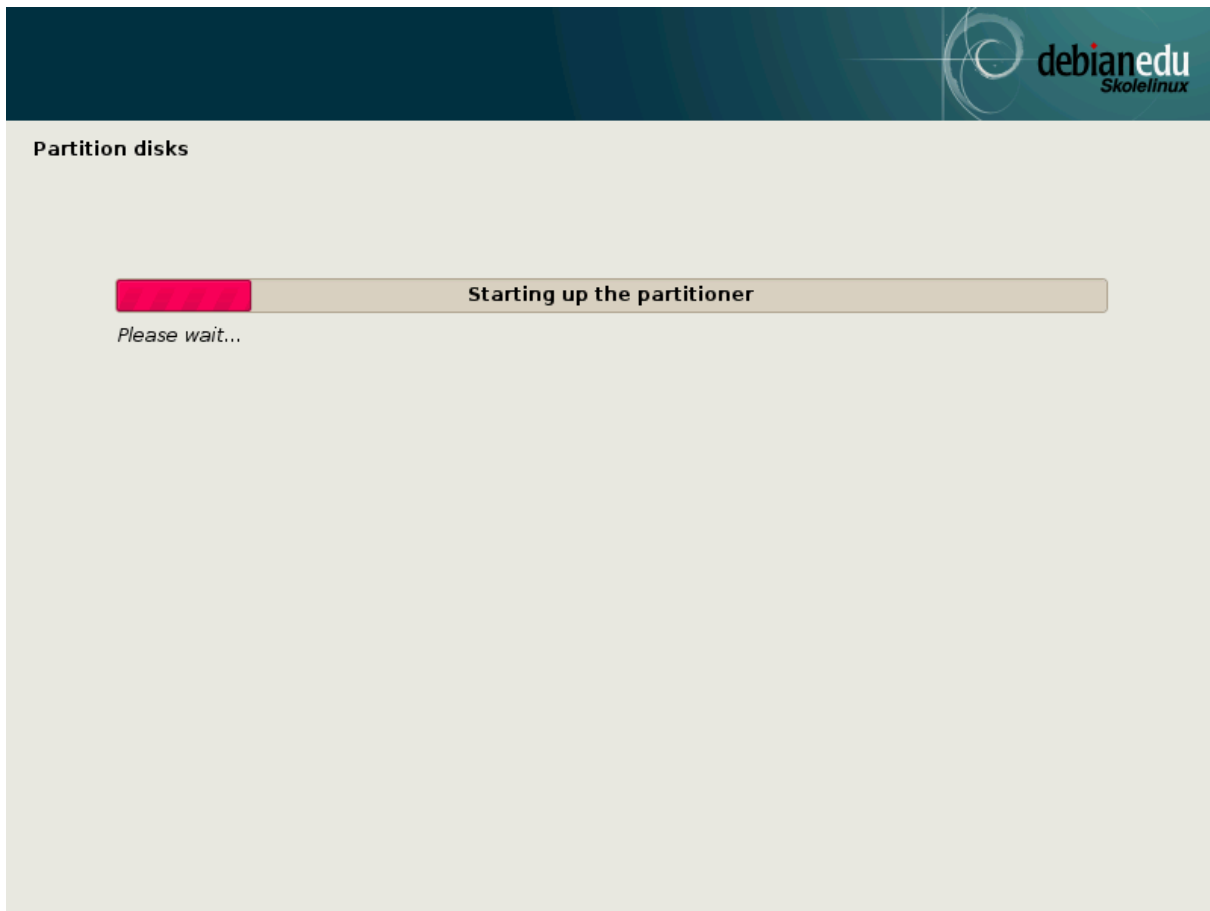 debianedu
Skolelinux
Partition disks
Starting up the partitioner
Please wait...